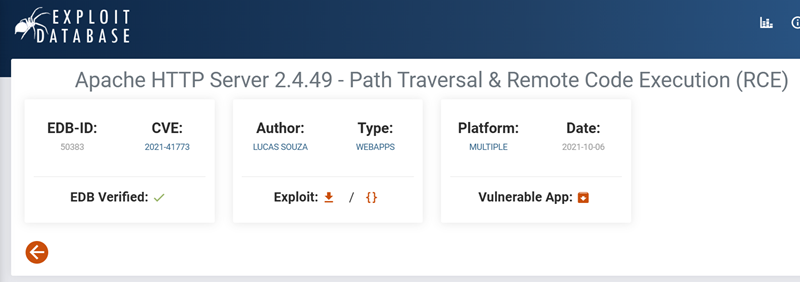 EXPLOIT
DATABASE
Apache HTTP Server 2.4.49 - Path Traversal & Remote Code Execution (RCE)
EDB-ID:
50383
CVE:
2021-41773
EDB Verified:
Author:
LUCAS SOUZA
Type:
WEBAPPS
Exploit: / {}
Platform:
MULTIPLE
Date:
2021-10-06
Vulnerable App: